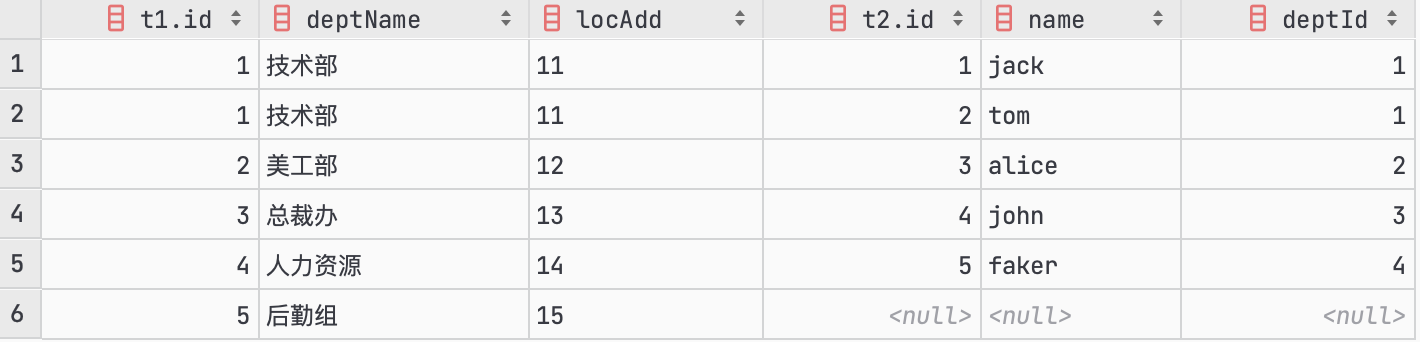 t1.id deptName locAdd t2.id name deptId
1 1 技术部 11 1 jack 1
2 1 技术部 11 2 tom 1
3 2 美工部 12 3 alice 2
4 3 总裁办 13 4 john 3
5 4 人力资源 14 5 faker 4
6 5 后勤组 15 <null> <null> <null>